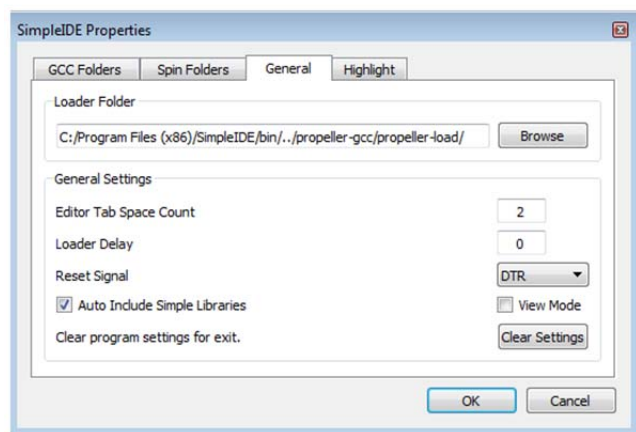 SimpleIDE Properties
GCC Folders Spin Folders General Highlight
Loader Folder
C:/Program Files (x86)/SimpleIDE/bin/../propeller-gcc/propeller-load/ Browse
General Settings
Editor Tab Space Count 2
Loader Delay 0
Reset Signal DTR
Auto Include Simple Libraries View Mode
Clear program settings for exit. Clear Settings
OK Cancel